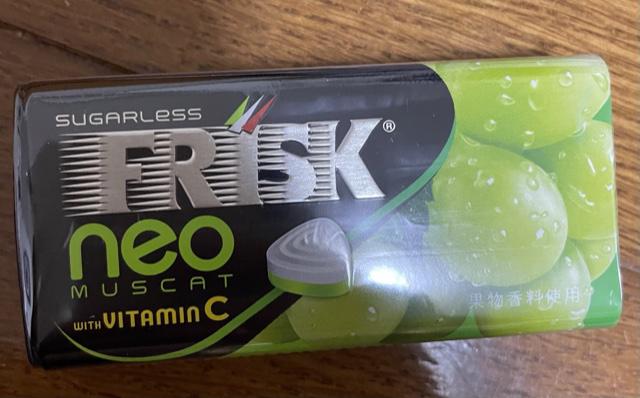 SUGARLESS
FRISK®
neo
MUSCAT
WITH VITAMIN C
果物香料使用